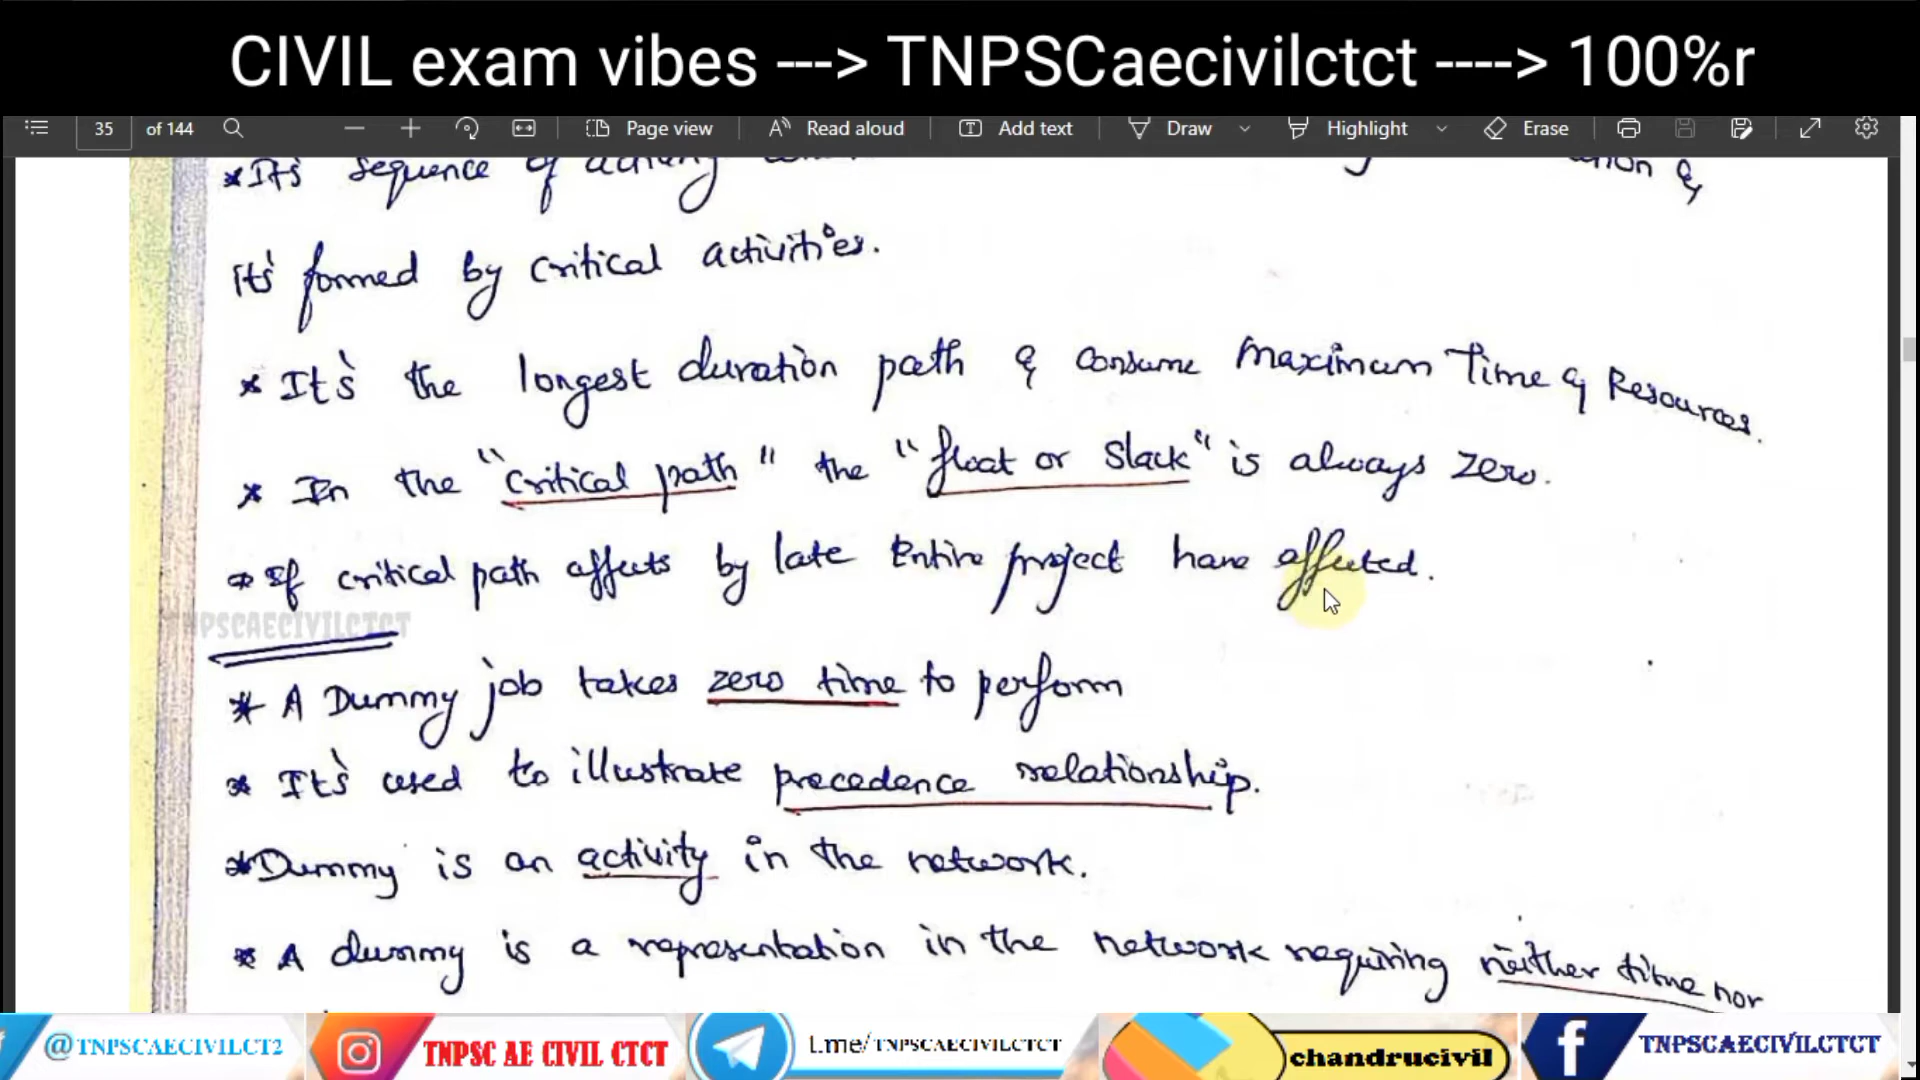 CIVIL exam vibes ---> TNPSCaecivilctct ----> 100%r
35 of 144 Page view Read aloud Add text Draw Highlight Erase
*It's sequence of &
It's formed by critical activities.
* It's the longest duration path & consume maximum Time & Resources.
* In the "critical path" the "float or slack" is always zero.
⇒ If critical path affects by late Entire project have affected.
TNPSCAECIVILCTCT
* A Dummy job takes zero time to perform
* It's used to illustrate precedence relationship.
* Dummy is an activity in the network.
* A dummy is a representation in the network requiring neither time nor
@TNPSCAECIVILCT2 TNPSC AE CIVIL CTCT t.me/TNPSCAECIVILCTCT chandrucivil TNPSCAECIVILCTCT